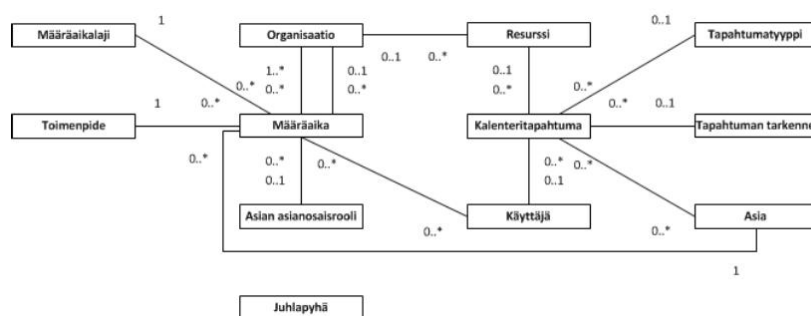 1
0..1
Määräaikalaji
Organisaatio
Resurssi
Tapahtumatyyppi
0..1
0..*
1..*
0..1
0..1
0..*
0..*
0..*
0..*
0..*
1
0..*
0..*
0..1
Toimenpide
Määräaika
Kalenteritapahtuma
Tapahtuman tarkenne
0..*
0..*
0..*
0..*
0..*
0..1
0..1
Asian asianosaisrooli
Käyttäjä
Asia
0..*
0..*
1
Juhlapyhä